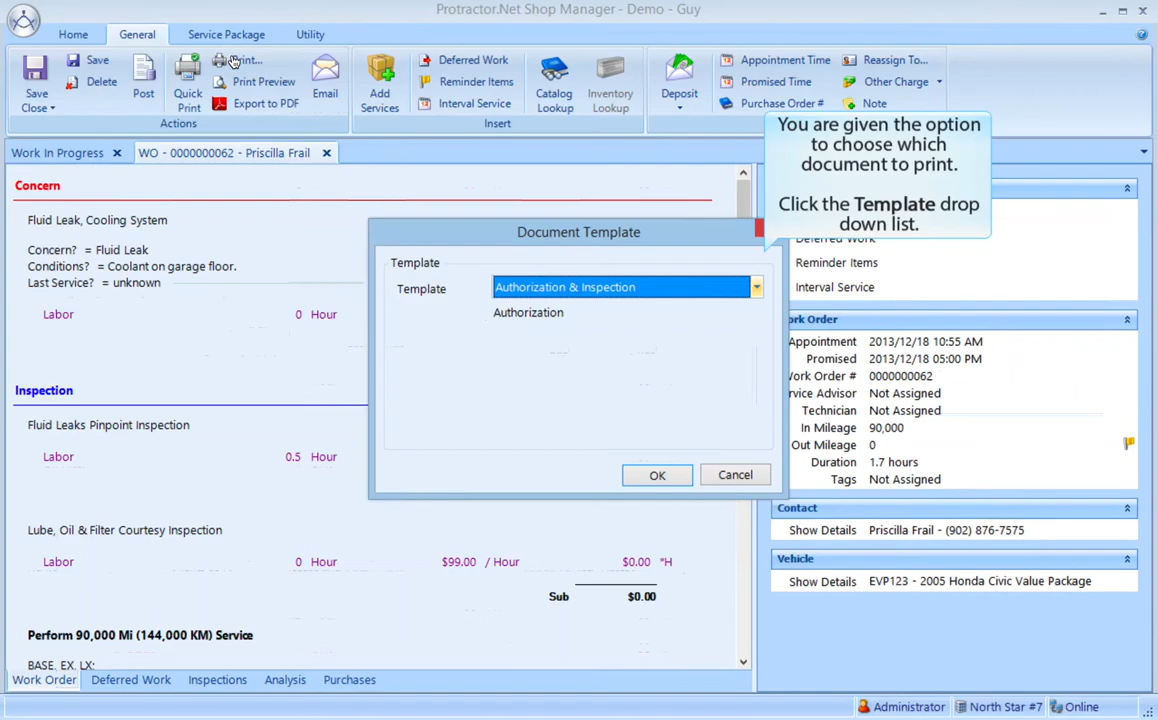 Protractor.Net Shop Manager - Demo - Guy
Home
General
Service Package
Utility
Save Close
Save
Delete
Post
Quick Print
Print Preview
Export to PDF
Email
Actions
Add Services
Deferred Work
Reminder Items
Interval Service
Catalog Lookup
Inventory Lookup
Insert
Deposit
Appointment Time
Promised Time
Purchase Order #
Reassign To...
Other Charge
Note
You are given the option
to choose which
document to print.
Click the Template drop
down list.
Work In Progress
WO - 0000000062 - Priscilla Frail
Concern
Fluid Leak, Cooling System
Concern? = Fluid Leak
Conditions? = Coolant on garage floor.
Last Service? = unknown
Labor 0 Hour
Inspection
Fluid Leaks Pinpoint Inspection
Labor 0.5 Hour
Lube, Oil & Filter Courtesy Inspection
Labor 0 Hour $99.00 / Hour $0.00 *H
Sub $0.00
Perform 90,000 Mi (144,000 KM) Service
BASE, EX, LX:
Document Template
Template
Template Authorization & Inspection
Authorization
OK
Cancel
Deferred Work
Reminder Items
Interval Service
ork Order
Appointment 2013/12/18 10:55 AM
Promised 2013/12/18 05:00 PM
ork Order # 0000000062
rvice Advisor Not Assigned
Technician Not Assigned
In Mileage 90,000
Out Mileage 0
Duration 1.7 hours
Tags Not Assigned
Contact
Show Details Priscilla Frail - (902) 876-7575
Vehicle
Show Details EVP123 - 2005 Honda Civic Value Package
Work Order
Deferred Work
Inspections
Analysis
Purchases
Administrator
North Star #7
Online